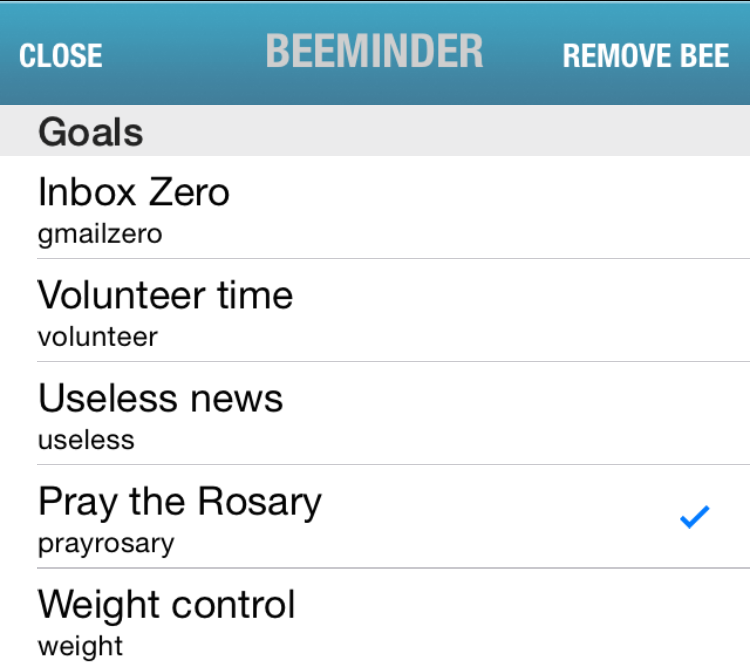 CLOSE BEEMINDER REMOVE BEE
Goals
Inbox Zero
gmailzero
Volunteer time
volunteer
Useless news
useless
Pray the Rosary
prayrosary
Weight control
weight